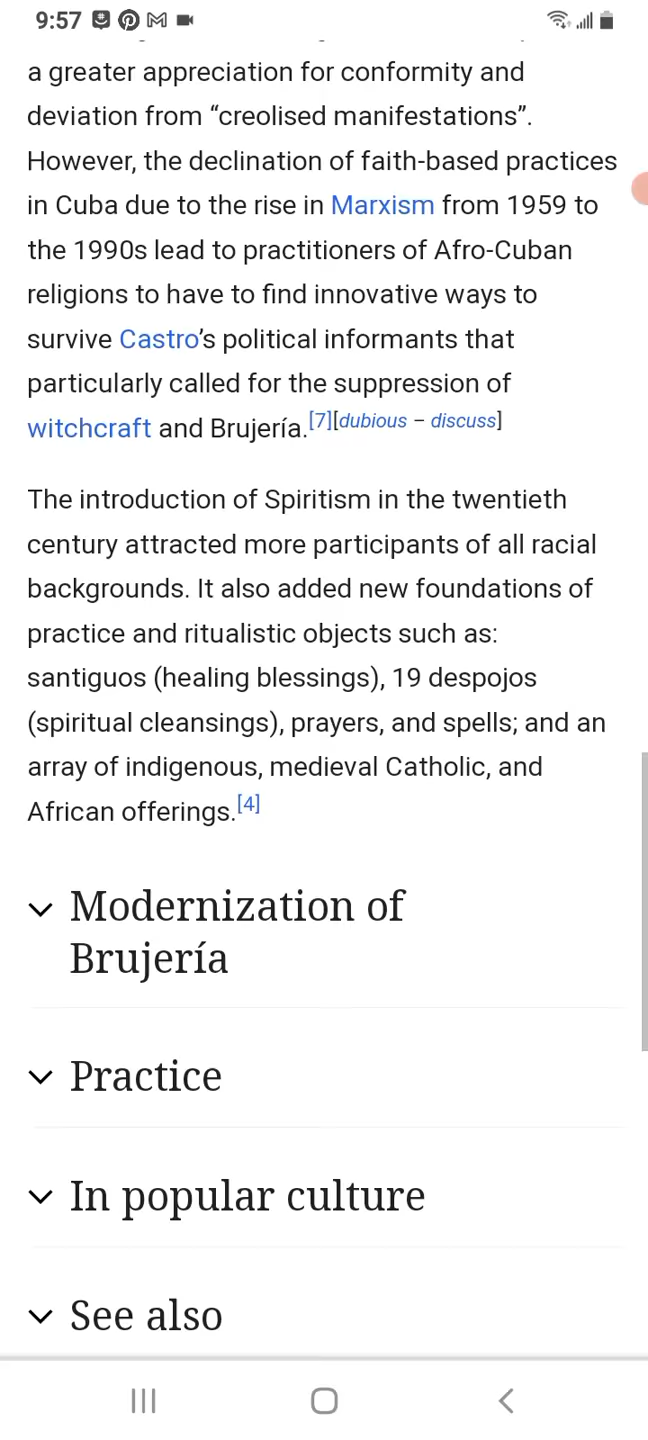 9:57
a greater appreciation for conformity and
deviation from “creolised manifestations”.
However, the declination of faith-based practices
in Cuba due to the rise in Marxism from 1959 to
the 1990s lead to practitioners of Afro-Cuban
religions to have to find innovative ways to
survive Castro’s political informants that
particularly called for the suppression of
witchcraft and Brujería.[7][dubious – discuss]
The introduction of Spiritism in the twentieth
century attracted more participants of all racial
backgrounds. It also added new foundations of
practice and ritualistic objects such as:
santiguos (healing blessings), 19 despojos
(spiritual cleansings), prayers, and spells; and an
array of indigenous, medieval Catholic, and
African offerings.[4]
Modernization of
Brujería
Practice
In popular culture
See also